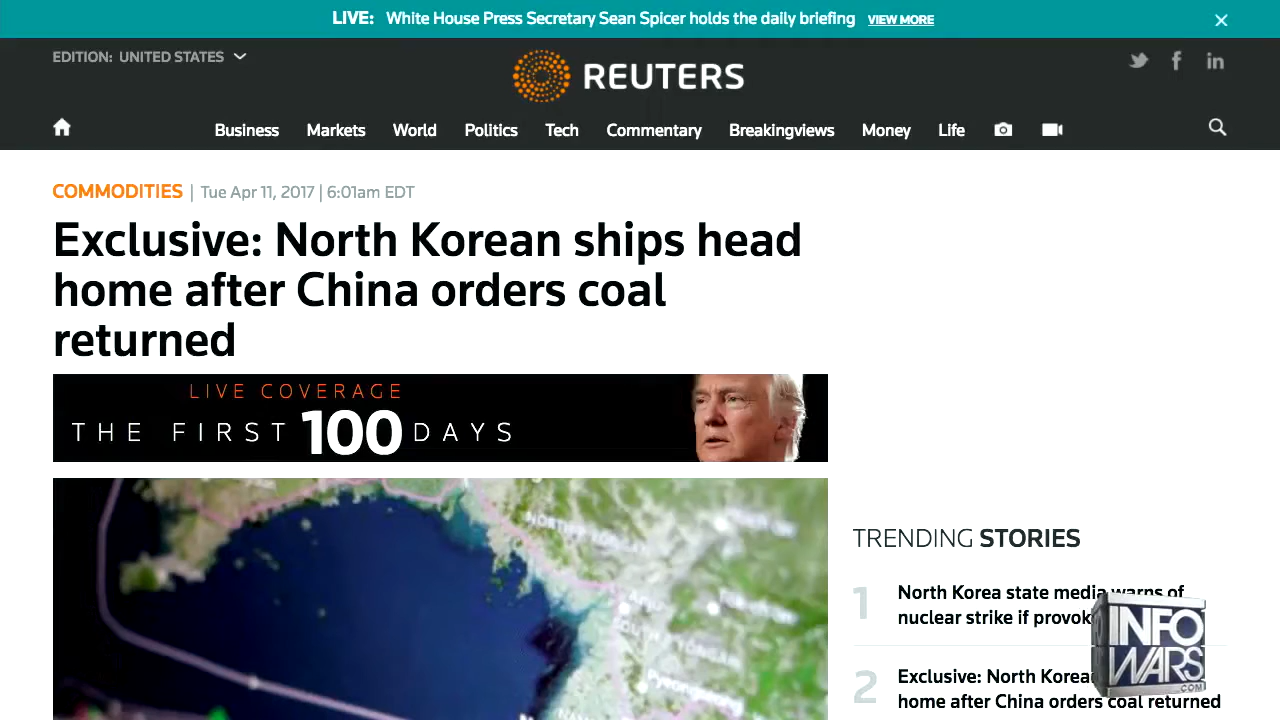 LIVE: White House Press Secretary Sean Spicer holds the daily briefing VIEW MORE
EDITION: UNITED STATES
REUTERS
Business Markets World Politics Tech Commentary Breakingviews Money Life
COMMODITIES | Tue Apr 11, 2017 | 6:01am EDT
Exclusive: North Korean ships head
home after China orders coal
returned
LIVE COVERAGE
THE FIRST 100 DAYS
TRENDING STORIES
1 North Korea state media warns of
nuclear strike if
2 Exclusive: North
home after China orders coal returned
INFO
WARS
.COM